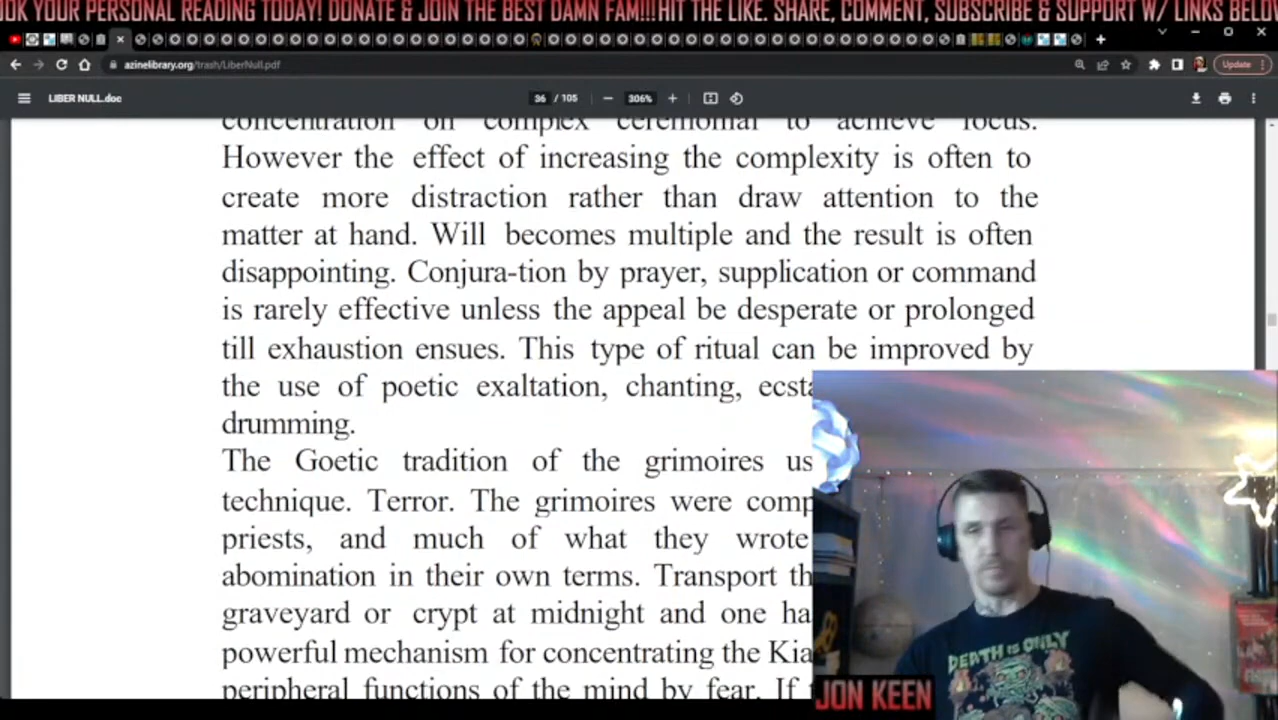 OOK YOUR PERSONAL READING TODAY! DONATE & JOIN THE BEST DAMN FAM!!! HIT THE LIKE. SHARE, COMMENT, SUBSCRIBE & SUPPORT W/ LINKS BELO
azinelibrary.org/trash/LiberNull.pdf
Update
LIBER NULL.doc
36 / 105
306%
concentration on complex ceremonial to achieve focus.
However the effect of increasing the complexity is often to
create more distraction rather than draw attention to the
matter at hand. Will becomes multiple and the result is often
disappointing. Conjura-tion by prayer, supplication or command
is rarely effective unless the appeal be desperate or prolonged
till exhaustion ensues. This type of ritual can be improved by
the use of poetic exaltation, chanting, ecsta
drumming.
The Goetic tradition of the grimoires us
technique. Terror. The grimoires were comp
priests, and much of what they wrote
abomination in their own terms. Transport th
graveyard or crypt at midnight and one ha
powerful mechanism for concentrating the Kia
peripheral functions of the mind by fear. If t
DEATH IS ONLY
JON KEEN